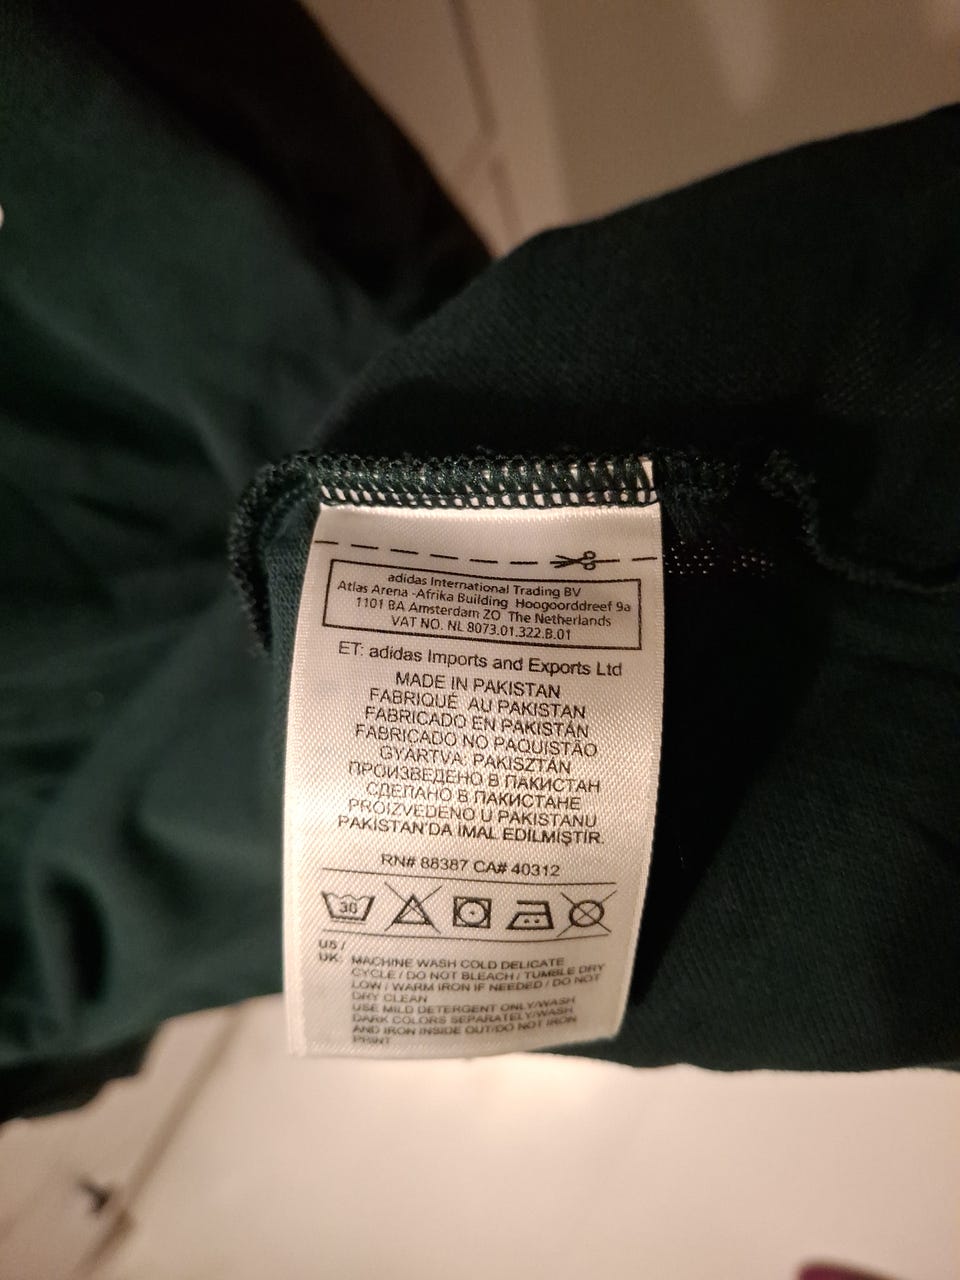 adidas International Trading BV
Atlas Arena -Afrika Building Hoogoorddreef 9a
1101 BA Amsterdam ZO The Netherlands
VAT NO. NL 8073.01.322.B.01
ET: adidas Imports and Exports Ltd
MADE IN PAKISTAN
FABRIQUÉ AU PAKISTAN
FABRICADO EN PAKISTÁN
FABRICADO NO PAQUISTÃO
GYÁRTVA: PAKISZTÁN
ПРОИЗВЕДЕНО В ПАКИСТАН
СДЕЛАНО В ПАКИСТАНЕ
PROIZVEDENO U PAKISTANU
PAKISTAN'DA IMAL EDILMIŞTIR.
RN# 88387 CA# 40312
30
US /
UK: MACHINE WASH COLD DELICATE
CYCLE / DO NOT BLEACH / TUMBLE DRY
LOW / WARM IRON IF NEEDED / DO NOT
DRY CLEAN
USE MILD DETERGENT ONLY/WASH
DARK COLORS SEPARATELY/WASH
AND IRON INSIDE OUT/DO NOT IRON
PRINT